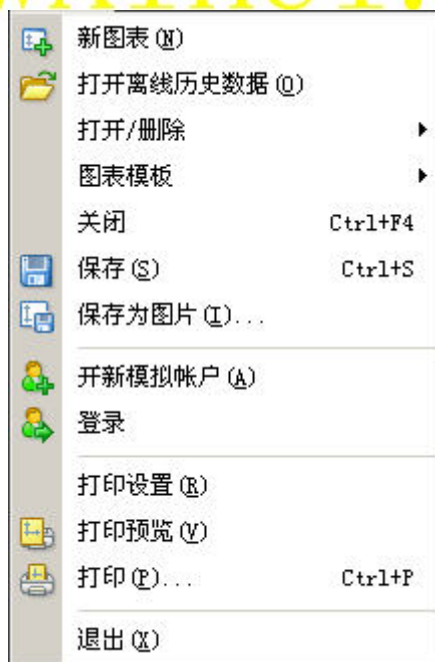 新图表(N)
打开离线历史数据(O)
打开/删除
图表模板
关闭 Ctrl+F4
保存(S) Ctrl+S
保存为图片(I)...
开新模拟帐户(A)
登录
打印设置(R)
打印预览(V)
打印(P)... Ctrl+P
退出(X)